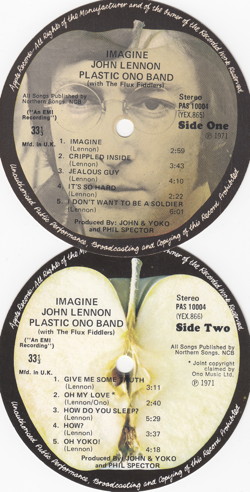 Apple Records—All Rights of the Manufacturer and of the Owner of the Recorded Work Reserved
IMAGINE
JOHN LENNON
PLASTIC ONO BAND
(with The Flux Fiddlers)
All Songs Published by
Northern Songs, NCB
("An EMI
Recording")
33⅓
Mfd. In U.K.
Stereo
PAS 10004
(YEX.865)
Side One
℗ 1971
1. IMAGINE
(Lennon) 2:59
2. CRIPPLED INSIDE
(Lennon) 3:43
3. JEALOUS GUY
(Lennon) 4:10
4. IT'S SO HARD
(Lennon) 2:22
5. I DON'T WANT TO BE A SOLDIER
(Lennon) 6:01
Produced By: JOHN & YOKO
and PHIL SPECTOR
Unauthorised Public Performance, Broadcasting and Copying of this Record Prohibited
Apple Records—All Rights of the
of the Recorded Work Reserved
IMAGINE
JOHN LENNON
PLASTIC ONO BAND
(with The Flux Fiddlers)
("An EMI
Recording")
33⅓
Mfd. In U.K.
Stereo
PAS 10004
(YEX.866)
Side Two
All Songs Published by
Northern Songs, NCB
* Joint copyright
claimed by
Ono Music Ltd.
℗ 1971
1. GIVE ME SOME TRUTH
(Lennon) 3:11
2. OH MY LOVE *
(Lennon/Ono) 2:40
3. HOW DO YOU SLEEP?
(Lennon) 5:29
4. HOW?
(Lennon) 3:37
5. OH YOKO!
(Lennon) 4:18
Produced by: JOHN & YOKO
and PHIL SPECTOR
Unauthorised Public Performance, Broadcasting and Copying of this Record Prohibited